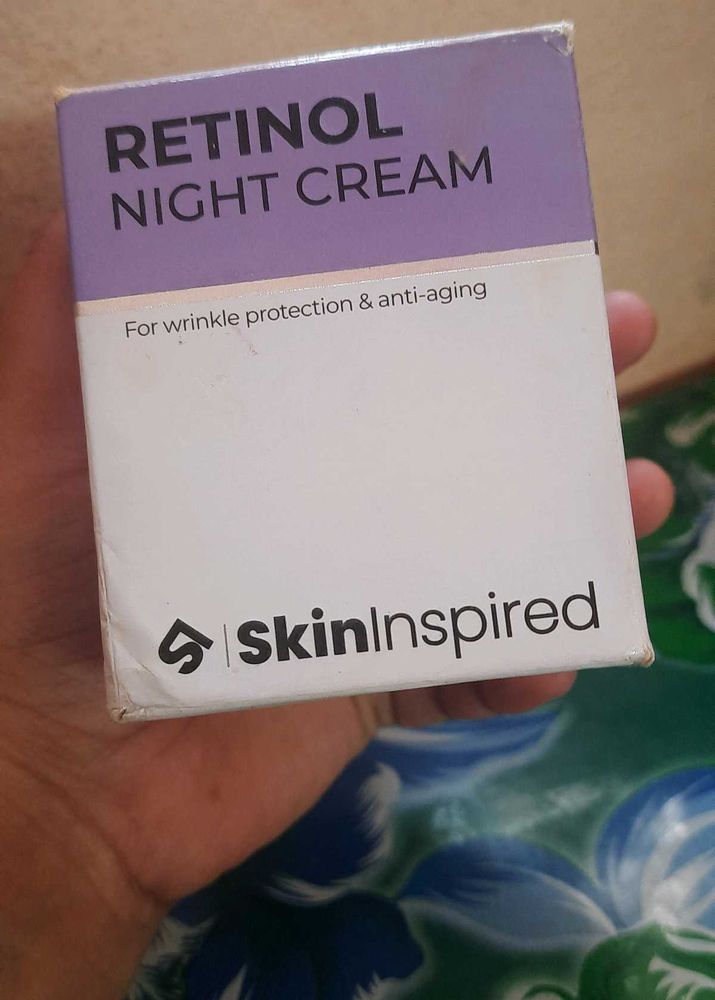 RETINOL
NIGHT CREAM
For wrinkle protection & anti-aging
SkinInspired